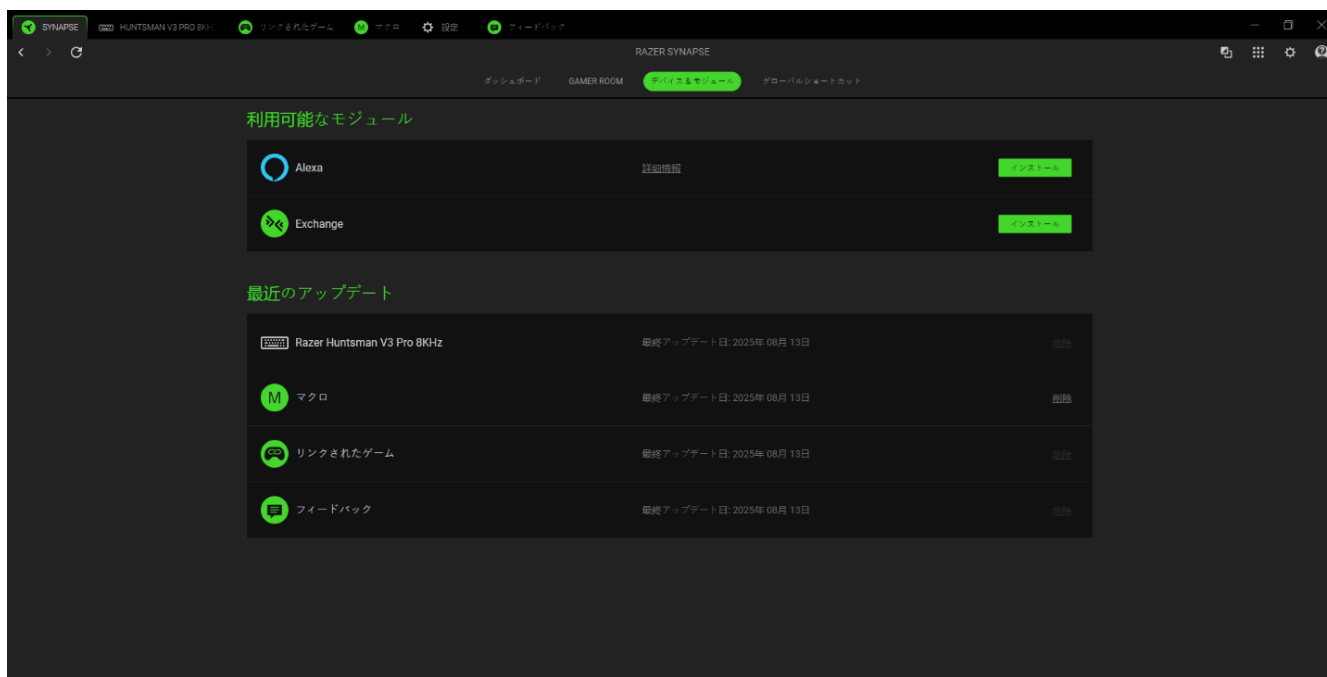 SYNAPSE HUNTSMAN V3 PRO 8KHZ リンクされたゲーム M マクロ 設定 フィードバック
RAZER SYNAPSE
ダッシュボード GAMER ROOM デバイス＆モジュール グローバルショートカット
利用可能なモジュール
Alexa 詳細情報 インストール
Exchange インストール
最近のアップデート
Razer Huntsman V3 Pro 8KHz 最終アップデート日: 2025年 08月 13日 削除
M マクロ 最終アップデート日: 2025年 08月 13日 削除
リンクされたゲーム 最終アップデート日: 2025年 08月 13日 削除
フィードバック 最終アップデート日: 2025年 08月 13日 削除